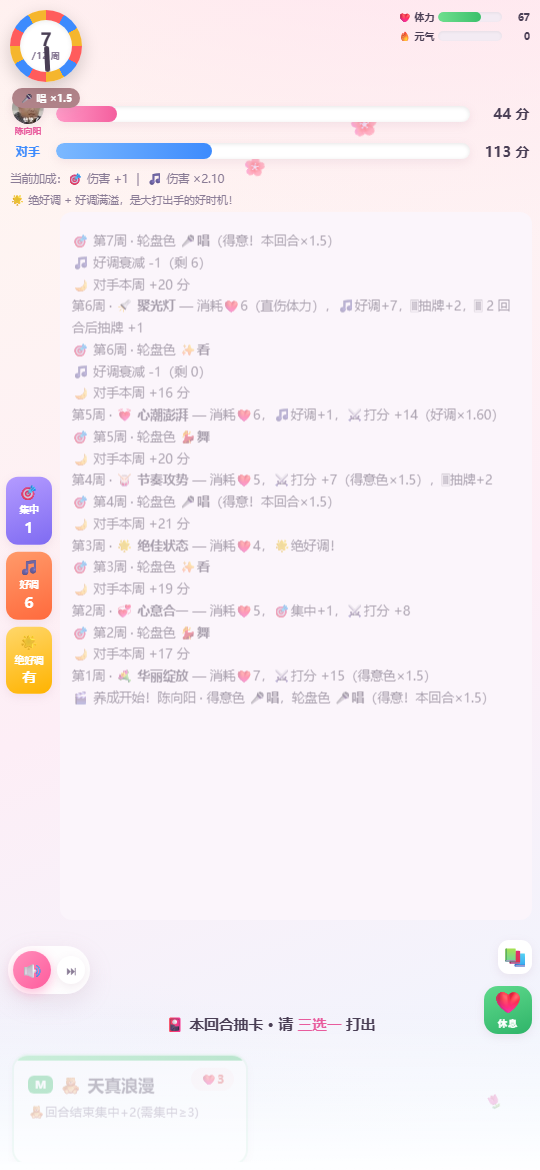 7
/12周
体力 67
元气 0
唱 ×1.5
陈向阳 44 分
对手 113 分
当前加成: 伤害 +1 | 伤害 ×2.10
绝好调 + 好调满溢，是大打出手的好时机！
第7周 · 轮盘色 唱（得意！本回合×1.5）
好调衰减 -1（剩 6）
对手本周 +20 分
第6周 · 聚光灯 — 消耗 6（直伤体力），好调+7，抽牌+2，2 回
合后抽牌 +1
第6周 · 轮盘色 香
好调衰减 -1（剩 0）
对手本周 +16 分
第5周 · 心潮澎湃 — 消耗 6，好调+1，打分 +14（好调×1.60）
第5周 · 轮盘色 舞
对手本周 +20 分
第4周 · 节奏攻势 — 消耗 5，打分 +7（得意色×1.5），抽牌+2
第4周 · 轮盘色 唱（得意！本回合×1.5）
对手本周 +21 分
第3周 · 绝佳状态 — 消耗 4，绝好调！
第3周 · 轮盘色 香
对手本周 +19 分
第2周 · 心意合一 — 消耗 5，集中+1，打分 +8
第2周 · 轮盘色 舞
对手本周 +17 分
第1周 · 华丽绽放 — 消耗 7，打分 +15（得意色×1.5）
养成开始！陈向阳 · 得意色 唱，轮盘色 唱（得意！本回合×1.5）
集中
1
好调
6
绝好调
有
休息
本回合抽卡 • 请 三选一 打出
M 天真浪漫 3
回合结束集中+2(需集中≥3)